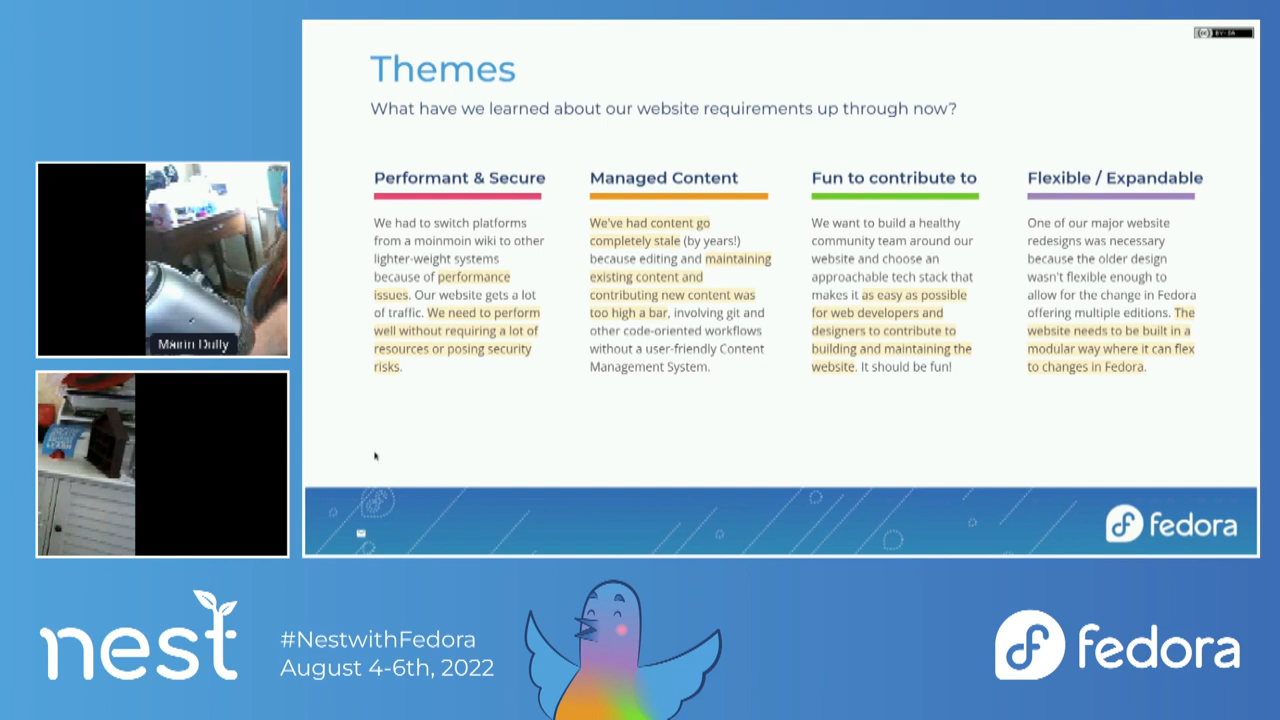 BY-SA
Themes
What have we learned about our website requirements up through now?
Performant & Secure
We had to switch platforms
from a moinmoin wiki to other
lighter-weight systems
because of performance
issues. Our website gets a lot
of traffic. We need to perform
well without requiring a lot of
resources or posing security
risks.
Managed Content
We've had content go
completely stale (by years!)
because editing and maintaining
existing content and
contributing new content was
too high a bar, involving git and
other code-oriented workflows
without a user-friendly Content
Management System.
Fun to contribute to
We want to build a healthy
community team around our
website and choose an
approachable tech stack that
makes it as easy as possible
for web developers and
designers to contribute to
building and maintaining the
website. It should be fun!
Flexible / Expandable
One of our major website
redesigns was necessary
because the older design
wasn't flexible enough to
allow for the change in Fedora
offering multiple editions. The
website needs to be built in a
modular way where it can flex
to changes in Fedora.
fedora
Máirín Duffy
nest
#NestwithFedora
August 4-6th, 2022
fedora